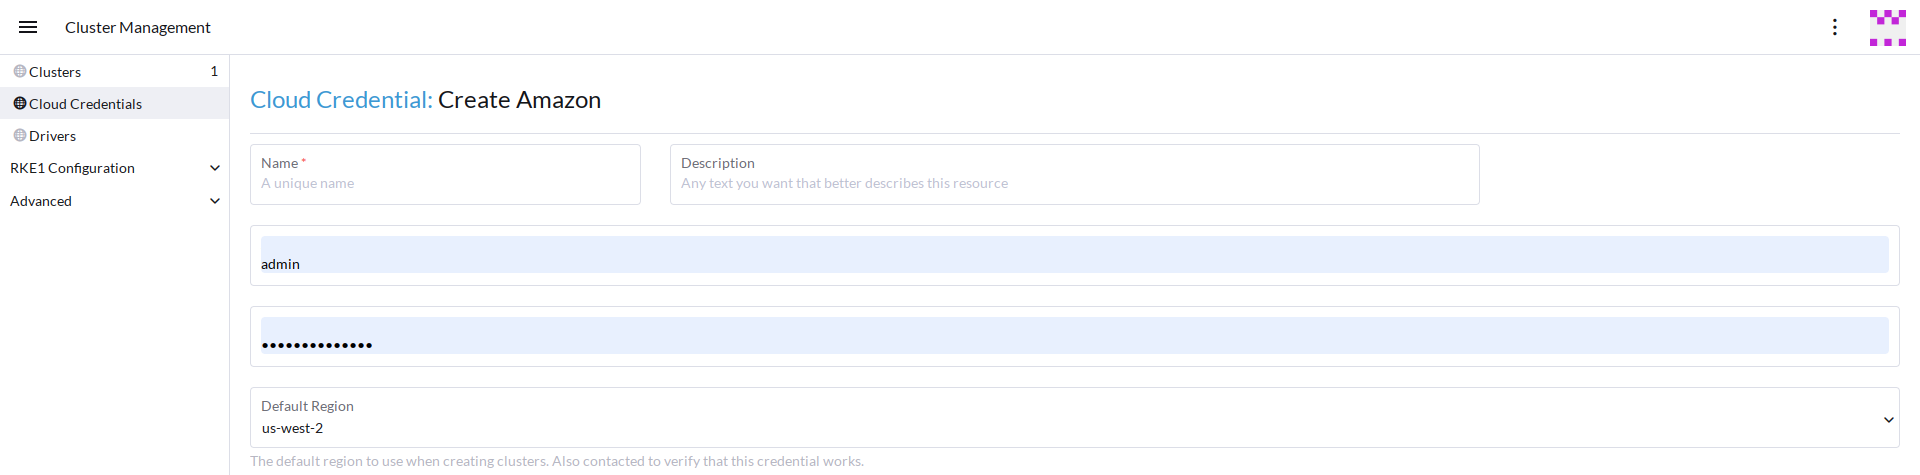 Cluster Management
Clusters 1
Cloud Credentials
Drivers
RKE1 Configuration
Advanced
Cloud Credential: Create Amazon
Name *
A unique name
Description
Any text you want that better describes this resource
admin
••••••••••••••
Default Region
us-west-2
The default region to use when creating clusters. Also contacted to verify that this credential works.